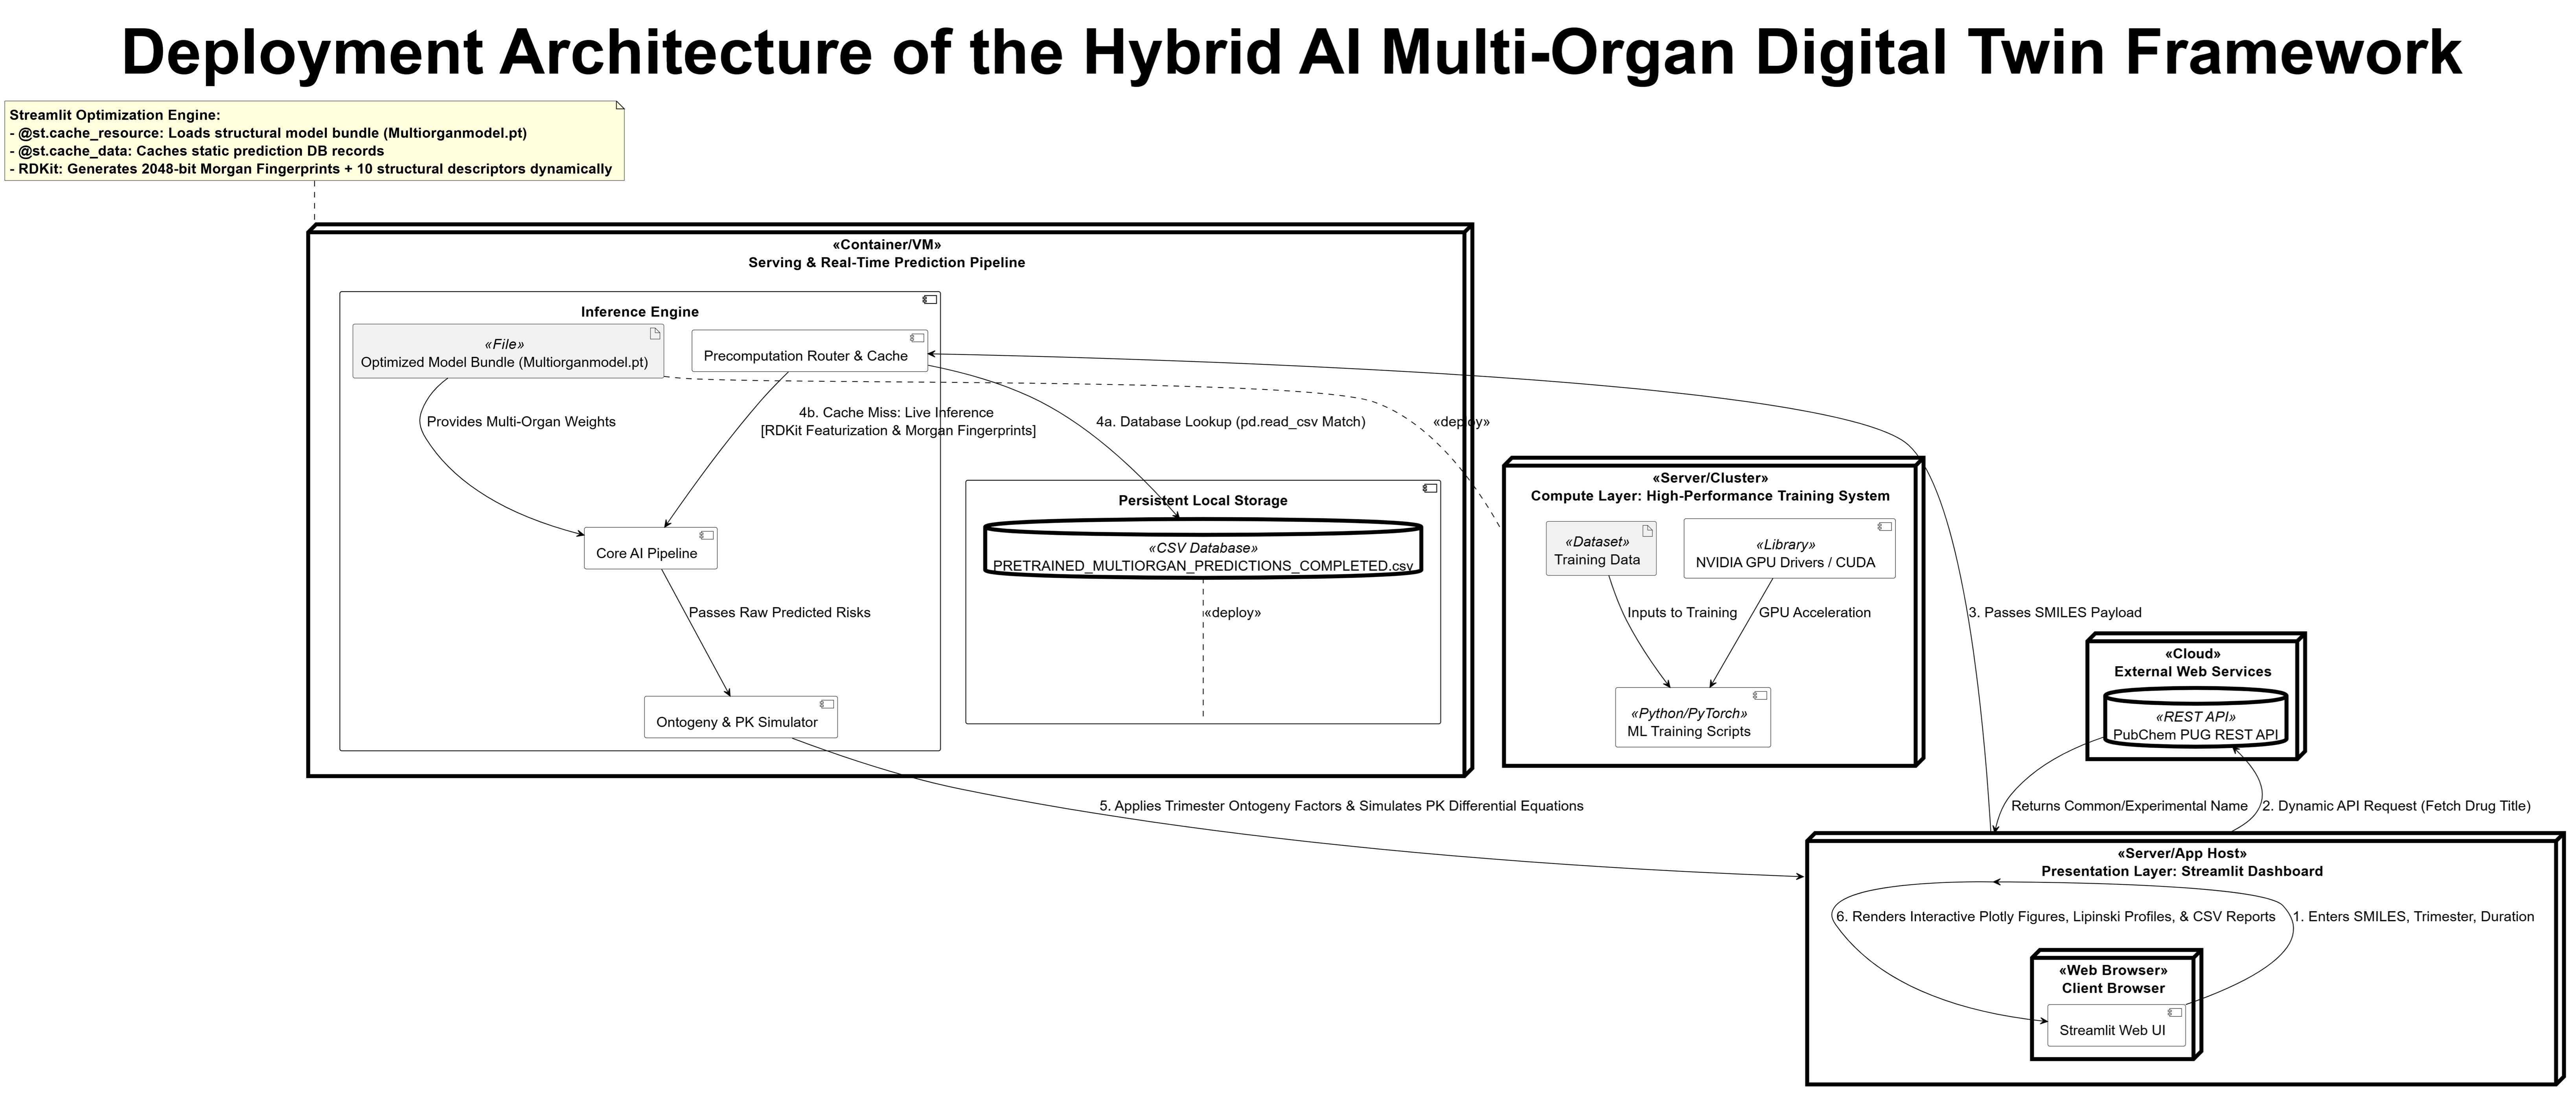 Deployment Architecture of the Hybrid AI Multi-Organ Digital Twin Framework
Streamlit Optimization Engine:
- @st.cache_resource: Loads structural model bundle (Multiorganmodel.pt)
- @st.cache_data: Caches static prediction DB records
- RDKit: Generates 2048-bit Morgan Fingerprints + 10 structural descriptors dynamically
«Container/VM»
Serving & Real-Time Prediction Pipeline
Inference Engine
«File»
Optimized Model Bundle (Multiorganmodel.pt)
Precomputation Router & Cache
Provides Multi-Organ Weights
4b. Cache Miss: Live Inference
[RDKit Featurization & Morgan Fingerprints]
4a. Database Lookup (pd.read_csv Match)
«deploy»
Core AI Pipeline
Passes Raw Predicted Risks
Ontogeny & PK Simulator
Persistent Local Storage
«CSV Database»
PRETRAINED_MULTIORGAN_PREDICTIONS_COMPLETED.csv
«deploy»
«Server/Cluster»
Compute Layer: High-Performance Training System
«Dataset»
Training Data
«Library»
NVIDIA GPU Drivers / CUDA
Inputs to Training
GPU Acceleration
«Python/PyTorch»
ML Training Scripts
3. Passes SMILES Payload
«Cloud»
External Web Services
«REST API»
PubChem PUG REST API
5. Applies Trimester Ontogeny Factors & Simulates PK Differential Equations
Returns Common/Experimental Name
2. Dynamic API Request (Fetch Drug Title)
«Server/App Host»
Presentation Layer: Streamlit Dashboard
6. Renders Interactive Plotly Figures, Lipinski Profiles, & CSV Reports
1. Enters SMILES, Trimester, Duration
«Web Browser»
Client Browser
Streamlit Web UI